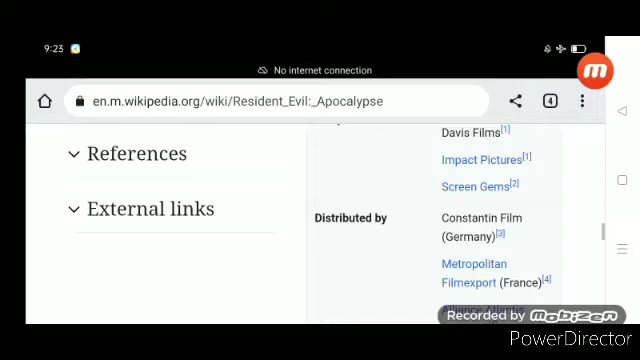 9:23
No internet connection
en.m.wikipedia.org/wiki/Resident_Evil:_Apocalypse
4
m
References
External links
Davis Films[1]
Impact Pictures[1]
Screen Gems[2]
Distributed by
Constantin Film
(Germany)[3]
Metropolitan
Filmexport (France)[4]
Alliance Atlantis
Recorded by Mobizen
PowerDirector